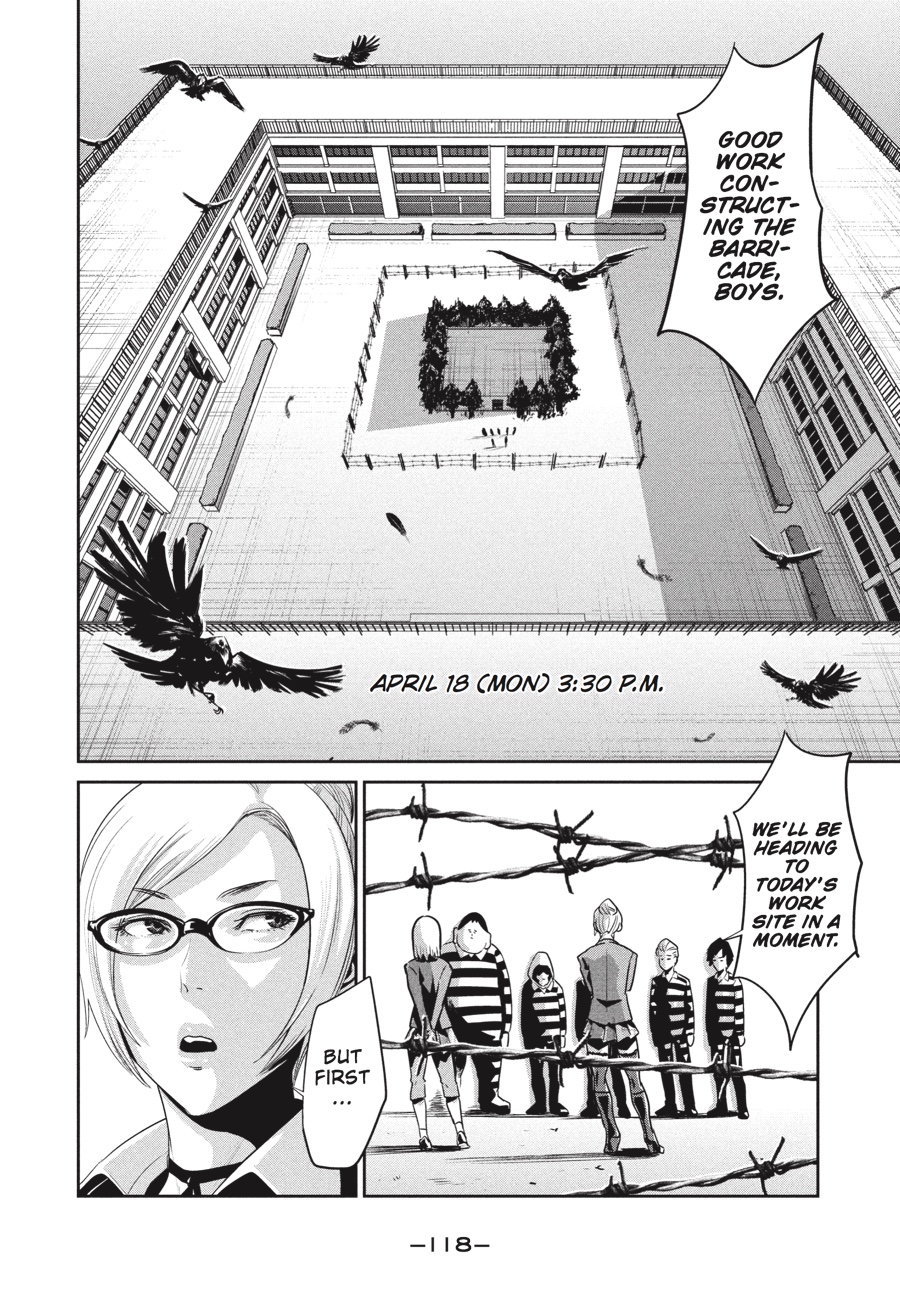 GOOD
WORK
CON-
STRUCT-
ING THE
BARRI-
CADE,
BOYS.
APRIL 18 (MON) 3:30 P.M.
WE'LL BE
HEADING
TO
TODAY'S
WORK
SITE IN A
MOMENT.
BUT
FIRST
...
–118–